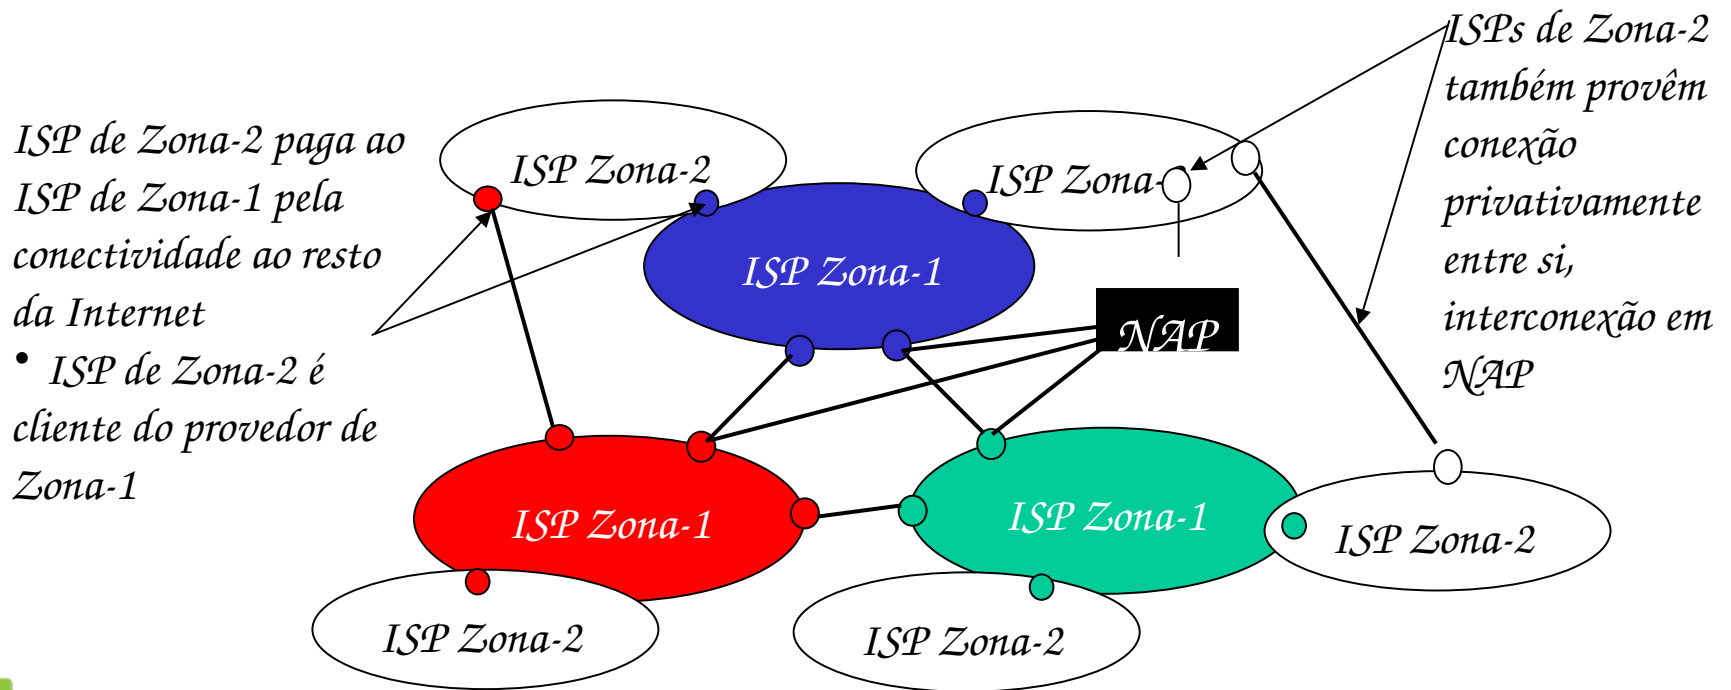 ISP de Zona-2 paga ao
ISP de Zona-1 pela
conectividade ao resto
da Internet
• ISP de Zona-2 é
cliente do provedor de
Zona-1
ISP Zona-2
ISP Zona-
ISPs de Zona-2
também provêm
conexão
privativamente
entre si,
interconexão em
NAP
ISP Zona-1
NAP
ISP Zona-1
ISP Zona-1
ISP Zona-2
ISP Zona-2
ISP Zona-2